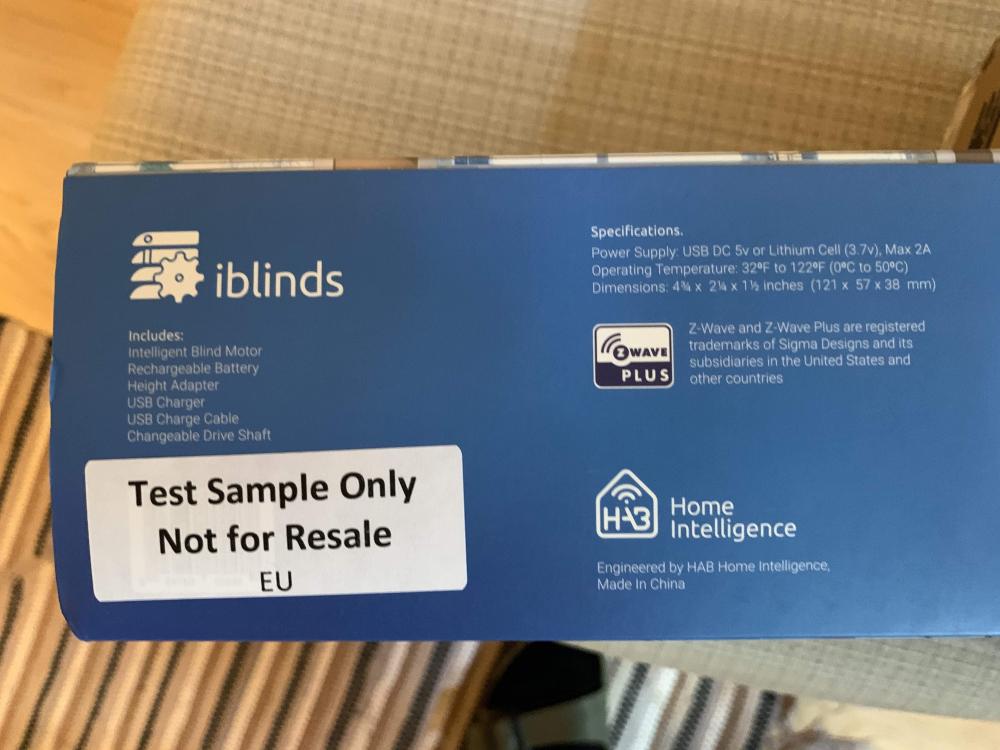 iblinds
Includes:
Intelligent Blind Motor
Rechargeable Battery
Height Adapter
USB Charger
USB Charge Cable
Changeable Drive Shaft
Test Sample Only
Not for Resale
EU
Specifications.
Power Supply: USB DC 5v or Lithium Cell (3.7v), Max 2A
Operating Temperature: 32ºF to 122ºF (0ºC to 50ºC)
Dimensions: 4¾ x 2¼ x 1½ inches (121 x 57 x 38 mm)
Z WAVE
PLUS
Z-Wave and Z-Wave Plus are registered
trademarks of Sigma Designs and its
subsidiaries in the United States and
other countries
HAB
Home
Intelligence
Engineered by HAB Home Intelligence,
Made In China